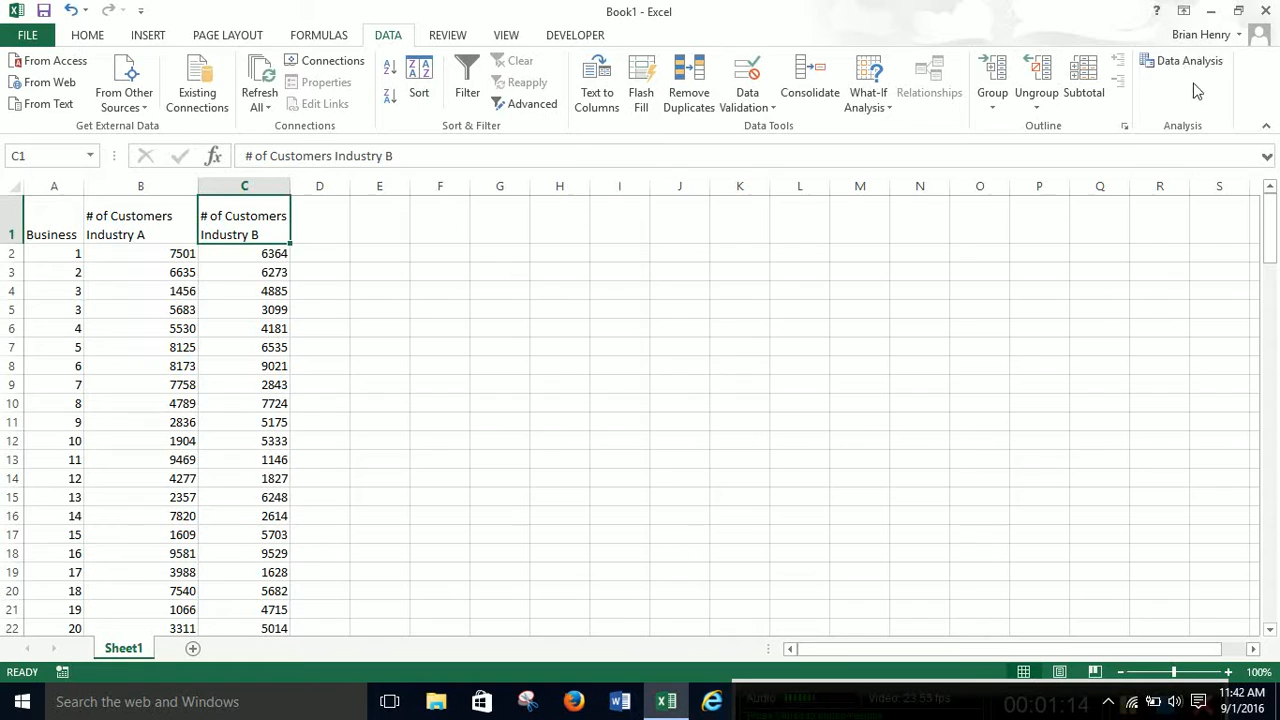 Book1 - Excel
?
FILE HOME INSERT PAGE LAYOUT FORMULAS DATA REVIEW VIEW DEVELOPER Brian Henry
From Access
From Web
From Text
From Other Sources
Existing Connections
Get External Data
Refresh All
Connections
Properties
Edit Links
Connections
Sort
Filter
Clear
Reapply
Advanced
Sort & Filter
Text to Columns
Flash Fill
Remove Duplicates
Data Validation
Consolidate
What-If Analysis
Relationships
Data Tools
Group
Ungroup
Subtotal
Outline
Data Analysis
Analysis
C1 fx # of Customers Industry B
A B C D E F G H I J K L M N O P Q R S
1 Business # of Customers Industry A # of Customers Industry B
2 1 7501 6364
3 2 6635 6273
4 3 1456 4885
5 3 5683 3099
6 4 5530 4181
7 5 8125 6535
8 6 8173 9021
9 7 7758 2843
10 8 4789 7724
11 9 2836 5175
12 10 1904 5333
13 11 9469 1146
14 12 4277 1827
15 13 2357 6248
16 14 7820 2614
17 15 1609 5703
18 16 9581 9529
19 17 3988 1628
20 18 7540 5682
21 19 1066 4715
22 20 3311 5014
Sheet1
READY 100%
Search the web and Windows
Audio Video: 23.55 fps 00:01:14
11:42 AM
9/1/2016